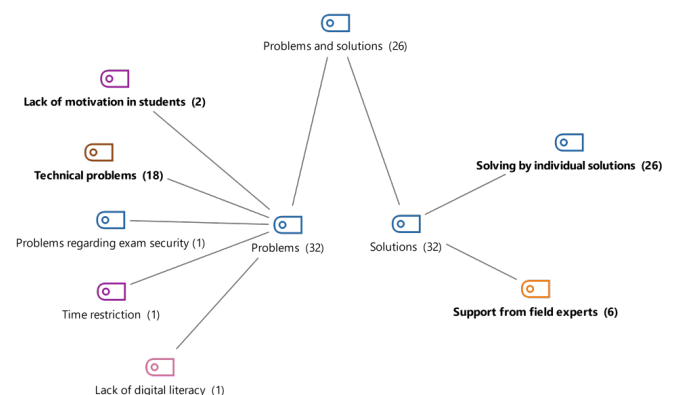 Problems and solutions (26)
Lack of motivation in students (2)
Technical problems (18)
Solving by individual solutions (26)
Problems regarding exam security (1)
Problems (32)
Solutions (32)
Time restriction (1)
Support from field experts (6)
Lack of digital literacy (1)